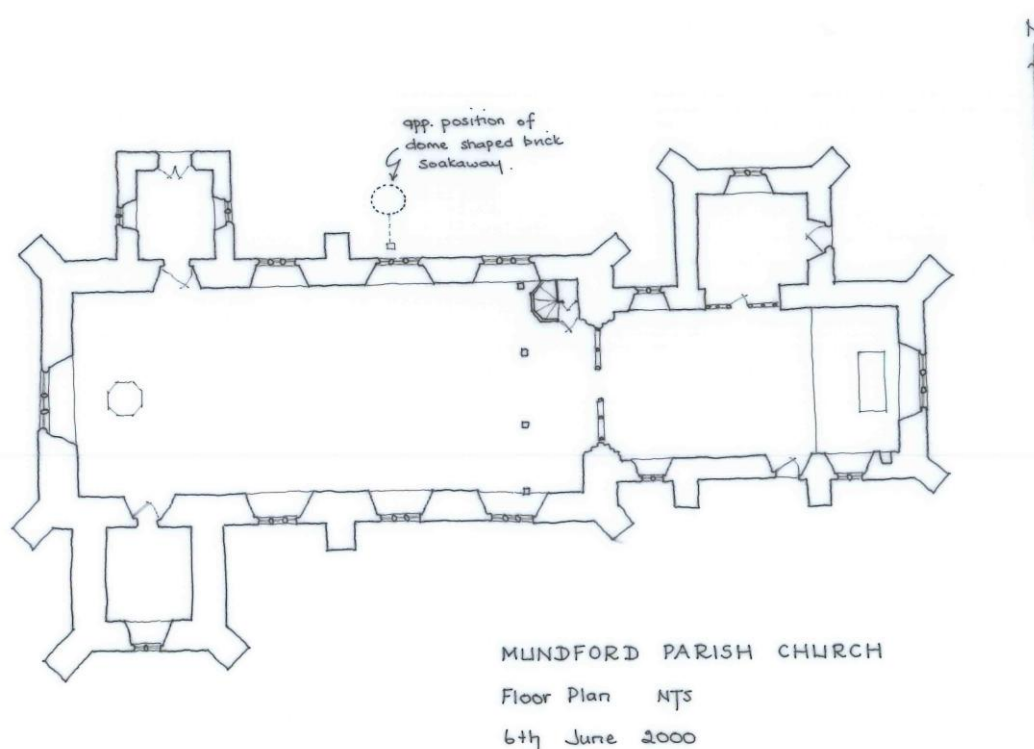 N
app. position of
dome shaped brick
soakaway.
MUNDFORD PARISH CHURCH
Floor Plan NTS
6th June 2000